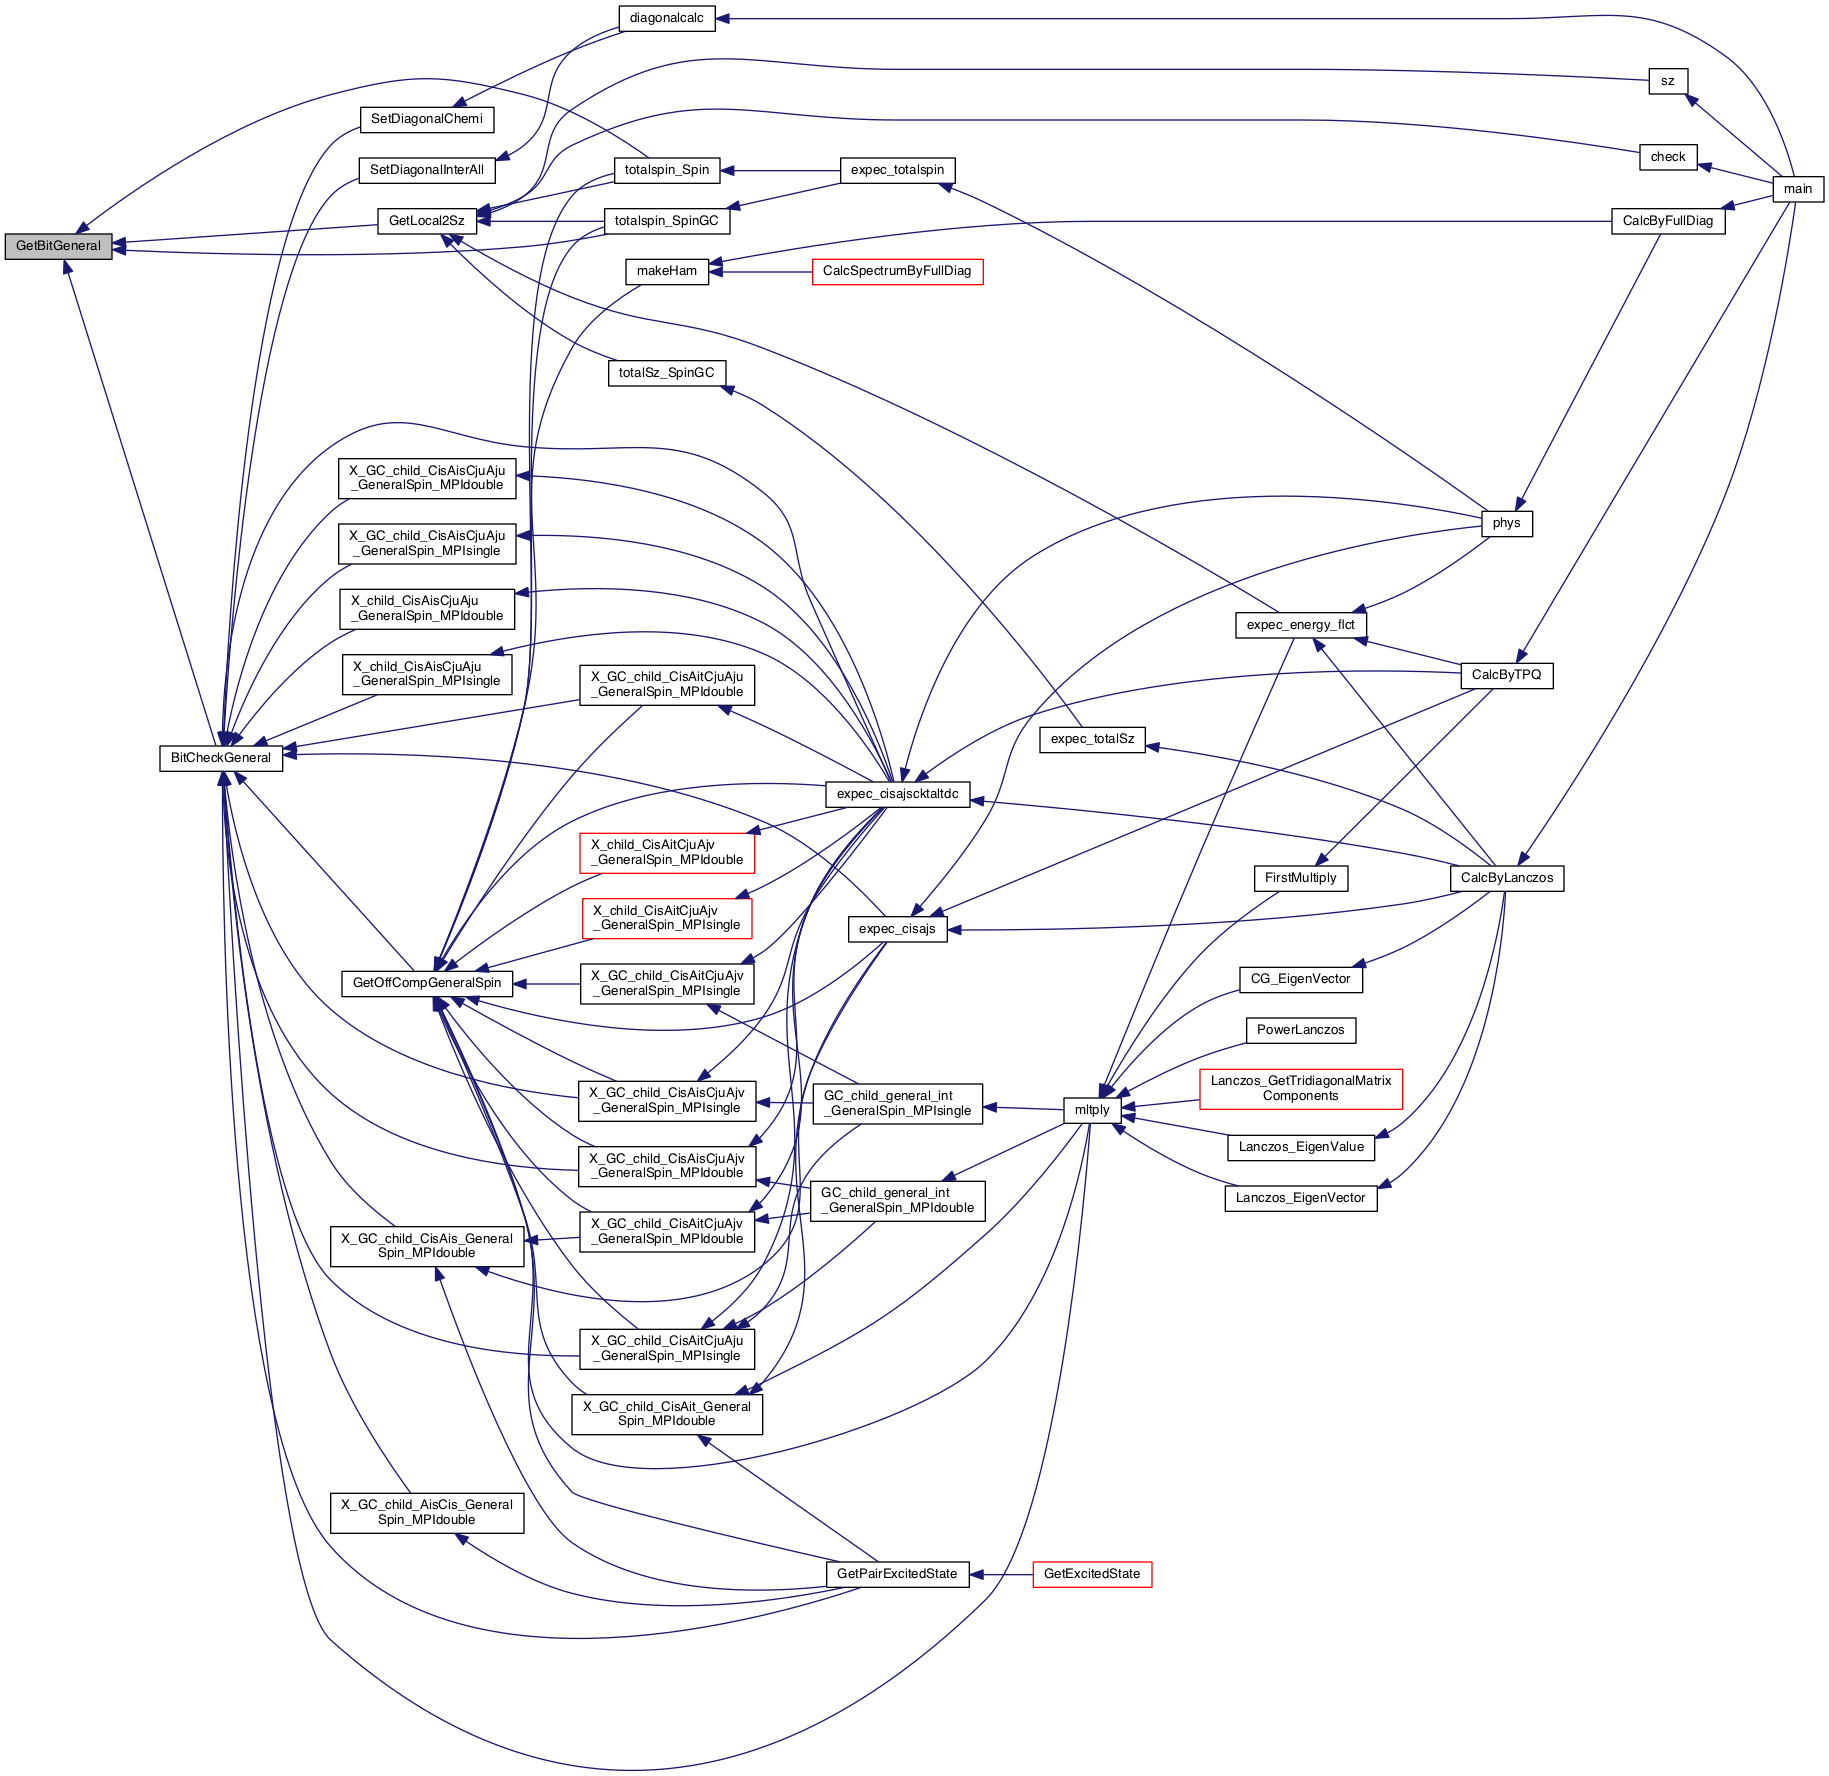 diagonalcalc
sz
SetDiagonalChemi
check
SetDiagonalInterAll
totalspin_Spin
expec_totalspin
main
GetLocal2Sz
totalspin_SpinGC
CalcByFullDiag
GetBitGeneral
makeHam
CalcSpectrumByFullDiag
totalSz_SpinGC
X_GC_child_CisAisCjuAju
_GeneralSpin_MPIdouble
X_GC_child_CisAisCjuAju
_GeneralSpin_MPIsingle
phys
X_child_CisAisCjuAju
_GeneralSpin_MPIdouble
expec_energy_flct
X_child_CisAisCjuAju
_GeneralSpin_MPIsingle
X_GC_child_CisAitCjuAju
_GeneralSpin_MPIdouble
CalcByTPQ
expec_totalSz
BitCheckGeneral
expec_cisajscktaltdc
X_child_CisAitCjuAjv
_GeneralSpin_MPIdouble
FirstMultiply
CalcByLanczos
X_child_CisAitCjuAjv
_GeneralSpin_MPIsingle
expec_cisajs
GetOffCompGeneralSpin
X_GC_child_CisAitCjuAjv
_GeneralSpin_MPIsingle
CG_EigenVector
PowerLanczos
X_GC_child_CisAisCjuAjv
_GeneralSpin_MPIsingle
GC_child_general_int
_GeneralSpin_MPIsingle
mltply
Lanczos_GetTridiagonalMatrix
Components
Lanczos_EigenValue
X_GC_child_CisAisCjuAjv
_GeneralSpin_MPIdouble
GC_child_general_int
_GeneralSpin_MPIdouble
Lanczos_EigenVector
X_GC_child_CisAitCjuAjv
_GeneralSpin_MPIdouble
X_GC_child_CisAis_General
Spin_MPIdouble
X_GC_child_CisAitCjuAju
_GeneralSpin_MPIsingle
X_GC_child_CisAit_General
Spin_MPIdouble
X_GC_child_AisCis_General
Spin_MPIdouble
GetPairExcitedState
GetExcitedState